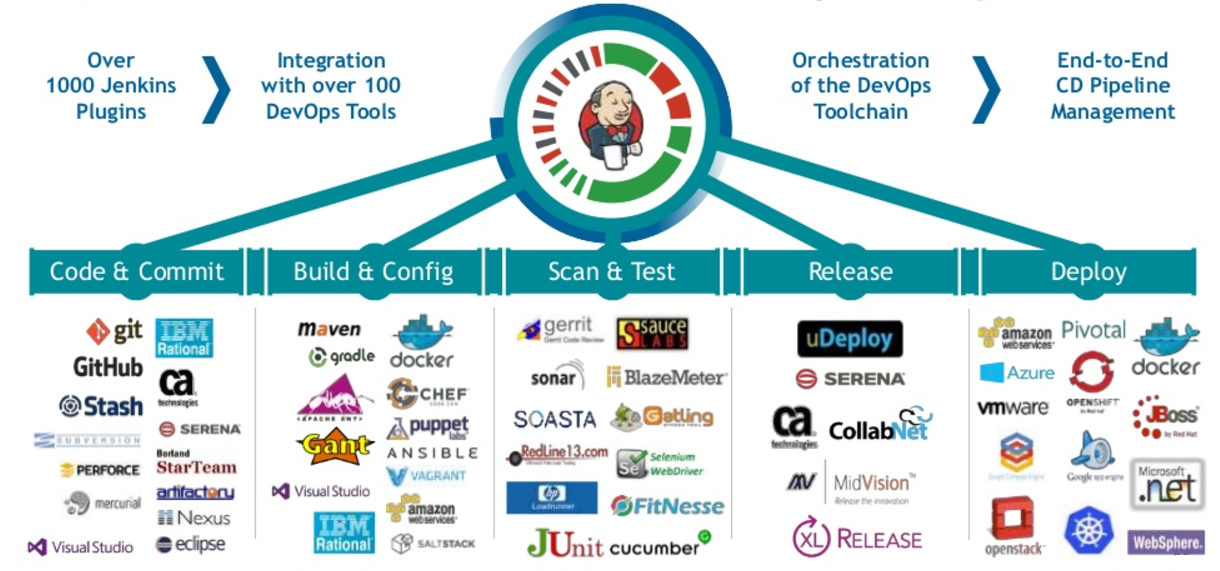 Over
1000 Jenkins
Plugins
Integration
with over 100
DevOps Tools
Orchestration
of the DevOps
Toolchain
End-to-End
CD Pipeline
Management
Code & Commit
Build & Config
Scan & Test
Release
Deploy
git
GitHub
Stash
SUBVERSION
PERFORCE
mercurial
Visual Studio
IBM
Rational
ca
technologies
SERENA
Borland
StarTeam
artifactory
Nexus
eclipse
maven
gradle
APACHE ANT
Gant
Visual Studio
IBM
Rational
docker
CHEF
puppet
labs
ANSIBLE
VAGRANT
amazon
webservices
SALTSTACK
gerrit
Gerrit Code Review
sonar
SOASTA
RedLine13.com
hp
Loadrunner
JUnit
sauce
LABS
BlazeMeter
Gatling
Se
Selenium
WebDriver
FitNesse
cucumber
uDeploy
SERENA
ca
technologies
CollabNet
MidVision™
Release the innovation
XL RELEASE
amazon
webservices
Azure
vmware
Google Compute Engine
openstack
Pivotal
OPENSHIFT
by Red Hat
Google app engine
docker
JBoss
by Red Hat
Microsoft
.net
WebSphere.